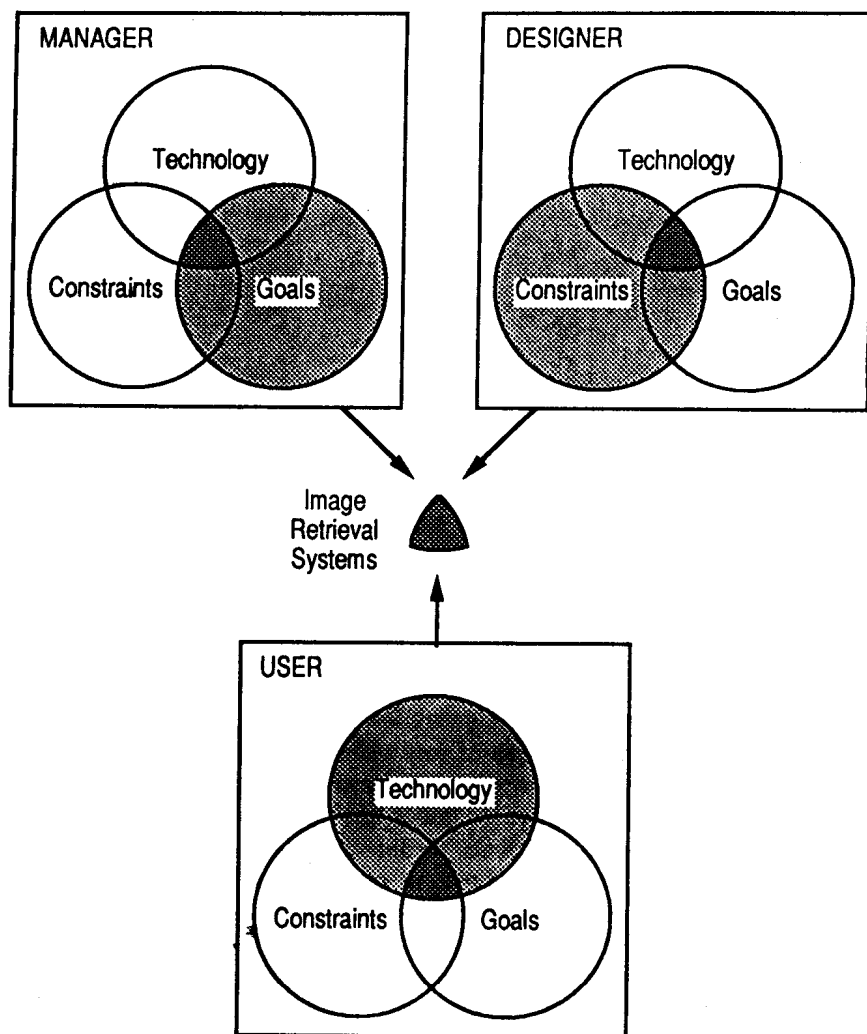 MANAGER
Technology
Constraints
Goals
DESIGNER
Technology
Constraints
Goals
Image
Retrieval
Systems
USER
Technology
Constraints
Goals